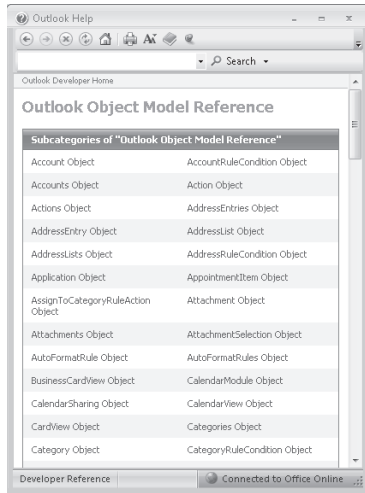 Outlook Help
Search
Outlook Developer Home
Outlook Object Model Reference
Subcategories of "Outlook Object Model Reference"
Account Object AccountRuleCondition Object
Accounts Object Action Object
Actions Object AddressEntries Object
AddressEntry Object AddressList Object
AddressLists Object AddressRuleCondition Object
Application Object AppointmentItem Object
AssignToCategoryRuleAction Attachment Object
Object
Attachments Object AttachmentSelection Object
AutoFormatRule Object AutoFormatRules Object
BusinessCardView Object CalendarModule Object
CalendarSharing Object CalendarView Object
CardView Object Categories Object
Category Object CategoryRuleCondition Object
Developer Reference Connected to Office Online